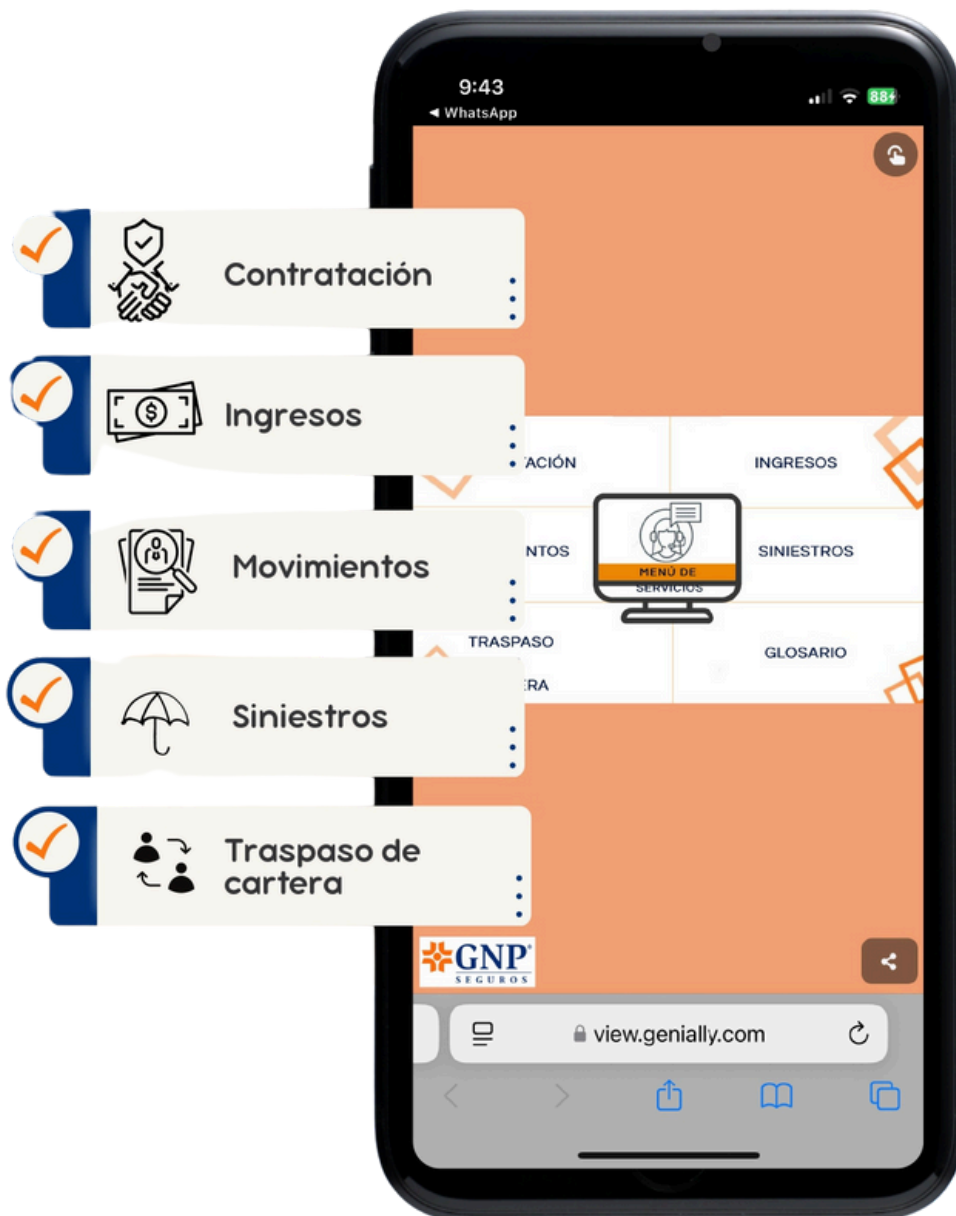 9:43
WhatsApp
88
Contratación
Ingresos
Movimientos
Siniestros
Traspaso de
cartera
TACIÓN
INGRESOS
NTOS
SINIESTROS
MENÚ DE
SERVICIOS
TRASPASO
ERA
GLOSARIO
GNP
SEGUROS
view.genially.com